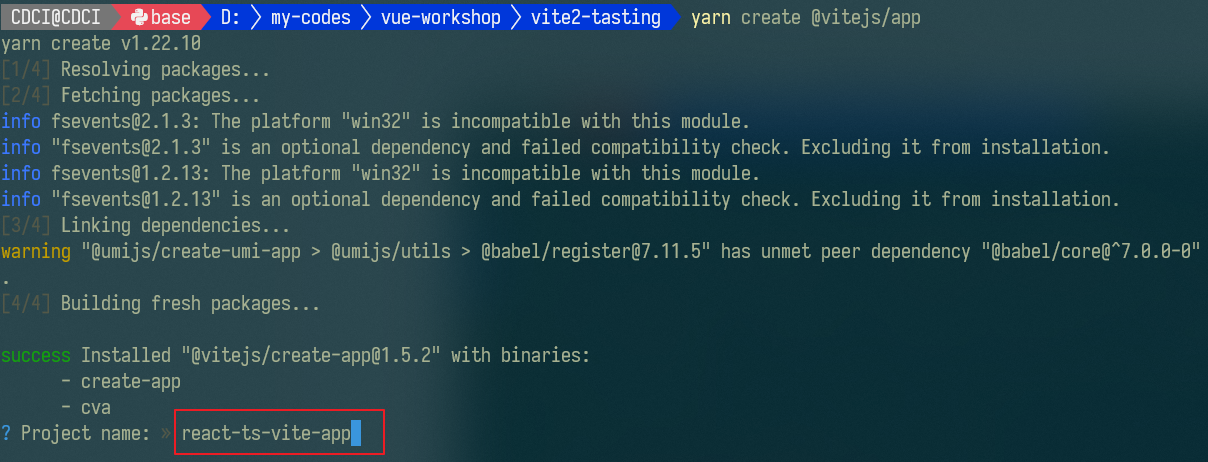 CDCI@CDCI base D: my-codes vue-workshop vite2-tasting yarn create @vitejs/app
yarn create v1.22.10
[1/4] Resolving packages...
[2/4] Fetching packages...
info fsevents@2.1.3: The platform "win32" is incompatible with this module.
info "fsevents@2.1.3" is an optional dependency and failed compatibility check. Excluding it from installation.
info fsevents@1.2.13: The platform "win32" is incompatible with this module.
info "fsevents@1.2.13" is an optional dependency and failed compatibility check. Excluding it from installation.
[3/4] Linking dependencies...
warning "@umijs/create-umi-app > @umijs/utils > @babel/register@7.11.5" has unmet peer dependency "@babel/core@^7.0.0-0"
.
[4/4] Building fresh packages...
success Installed "@vitejs/create-app@1.5.2" with binaries:
- create-app
- cva
? Project name: » react-ts-vite-app